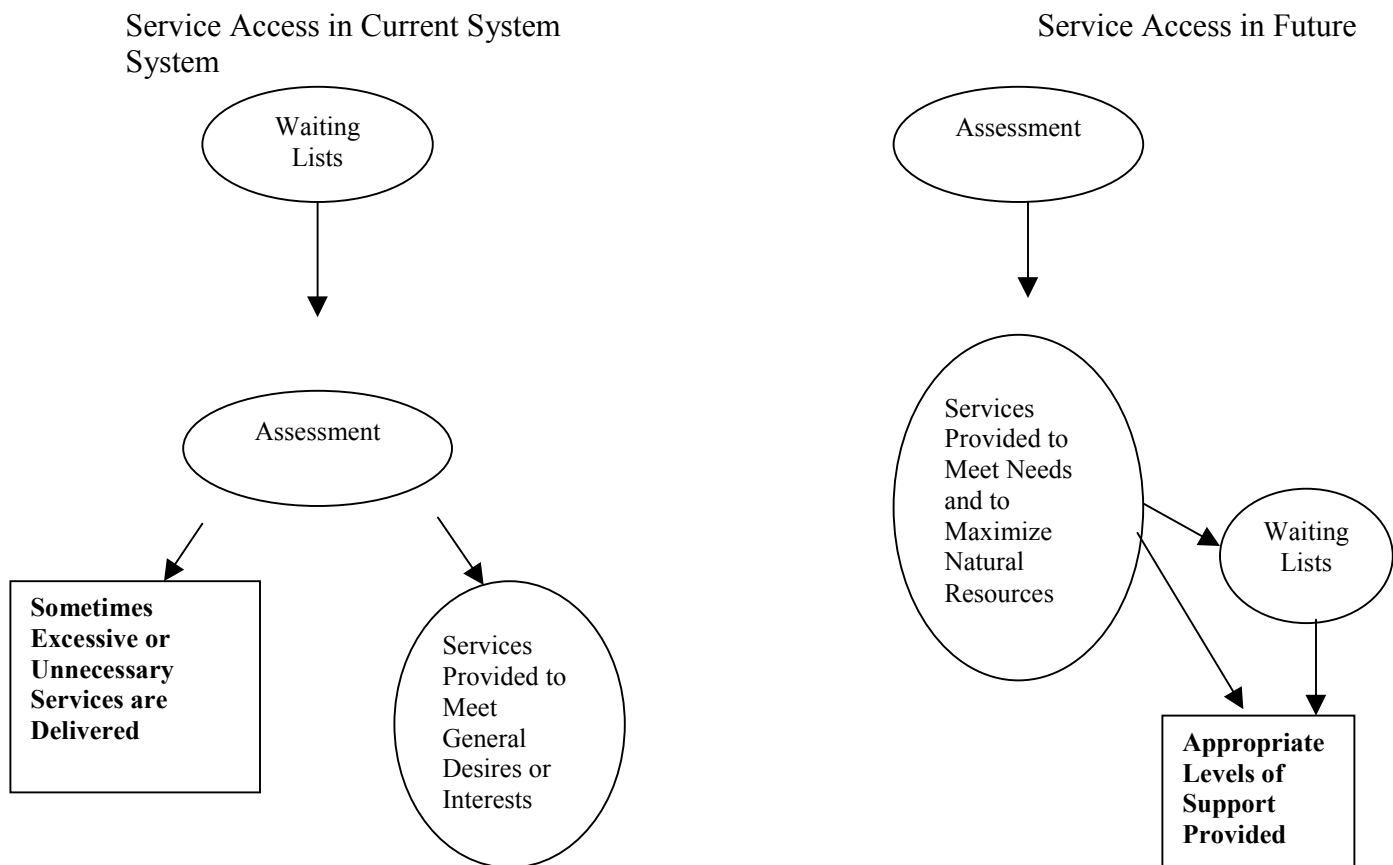 Service Access in Current System
System
Service Access in Future
Waiting
Lists
Assessment
Sometimes
Excessive or
Unnecessary
Services are
Delivered
Services
Provided to
Meet
General
Desires or
Interests
Assessment
Services
Provided to
Meet Needs
and to
Maximize
Natural
Resources
Waiting
Lists
Appropriate
Levels of
Support
Provided